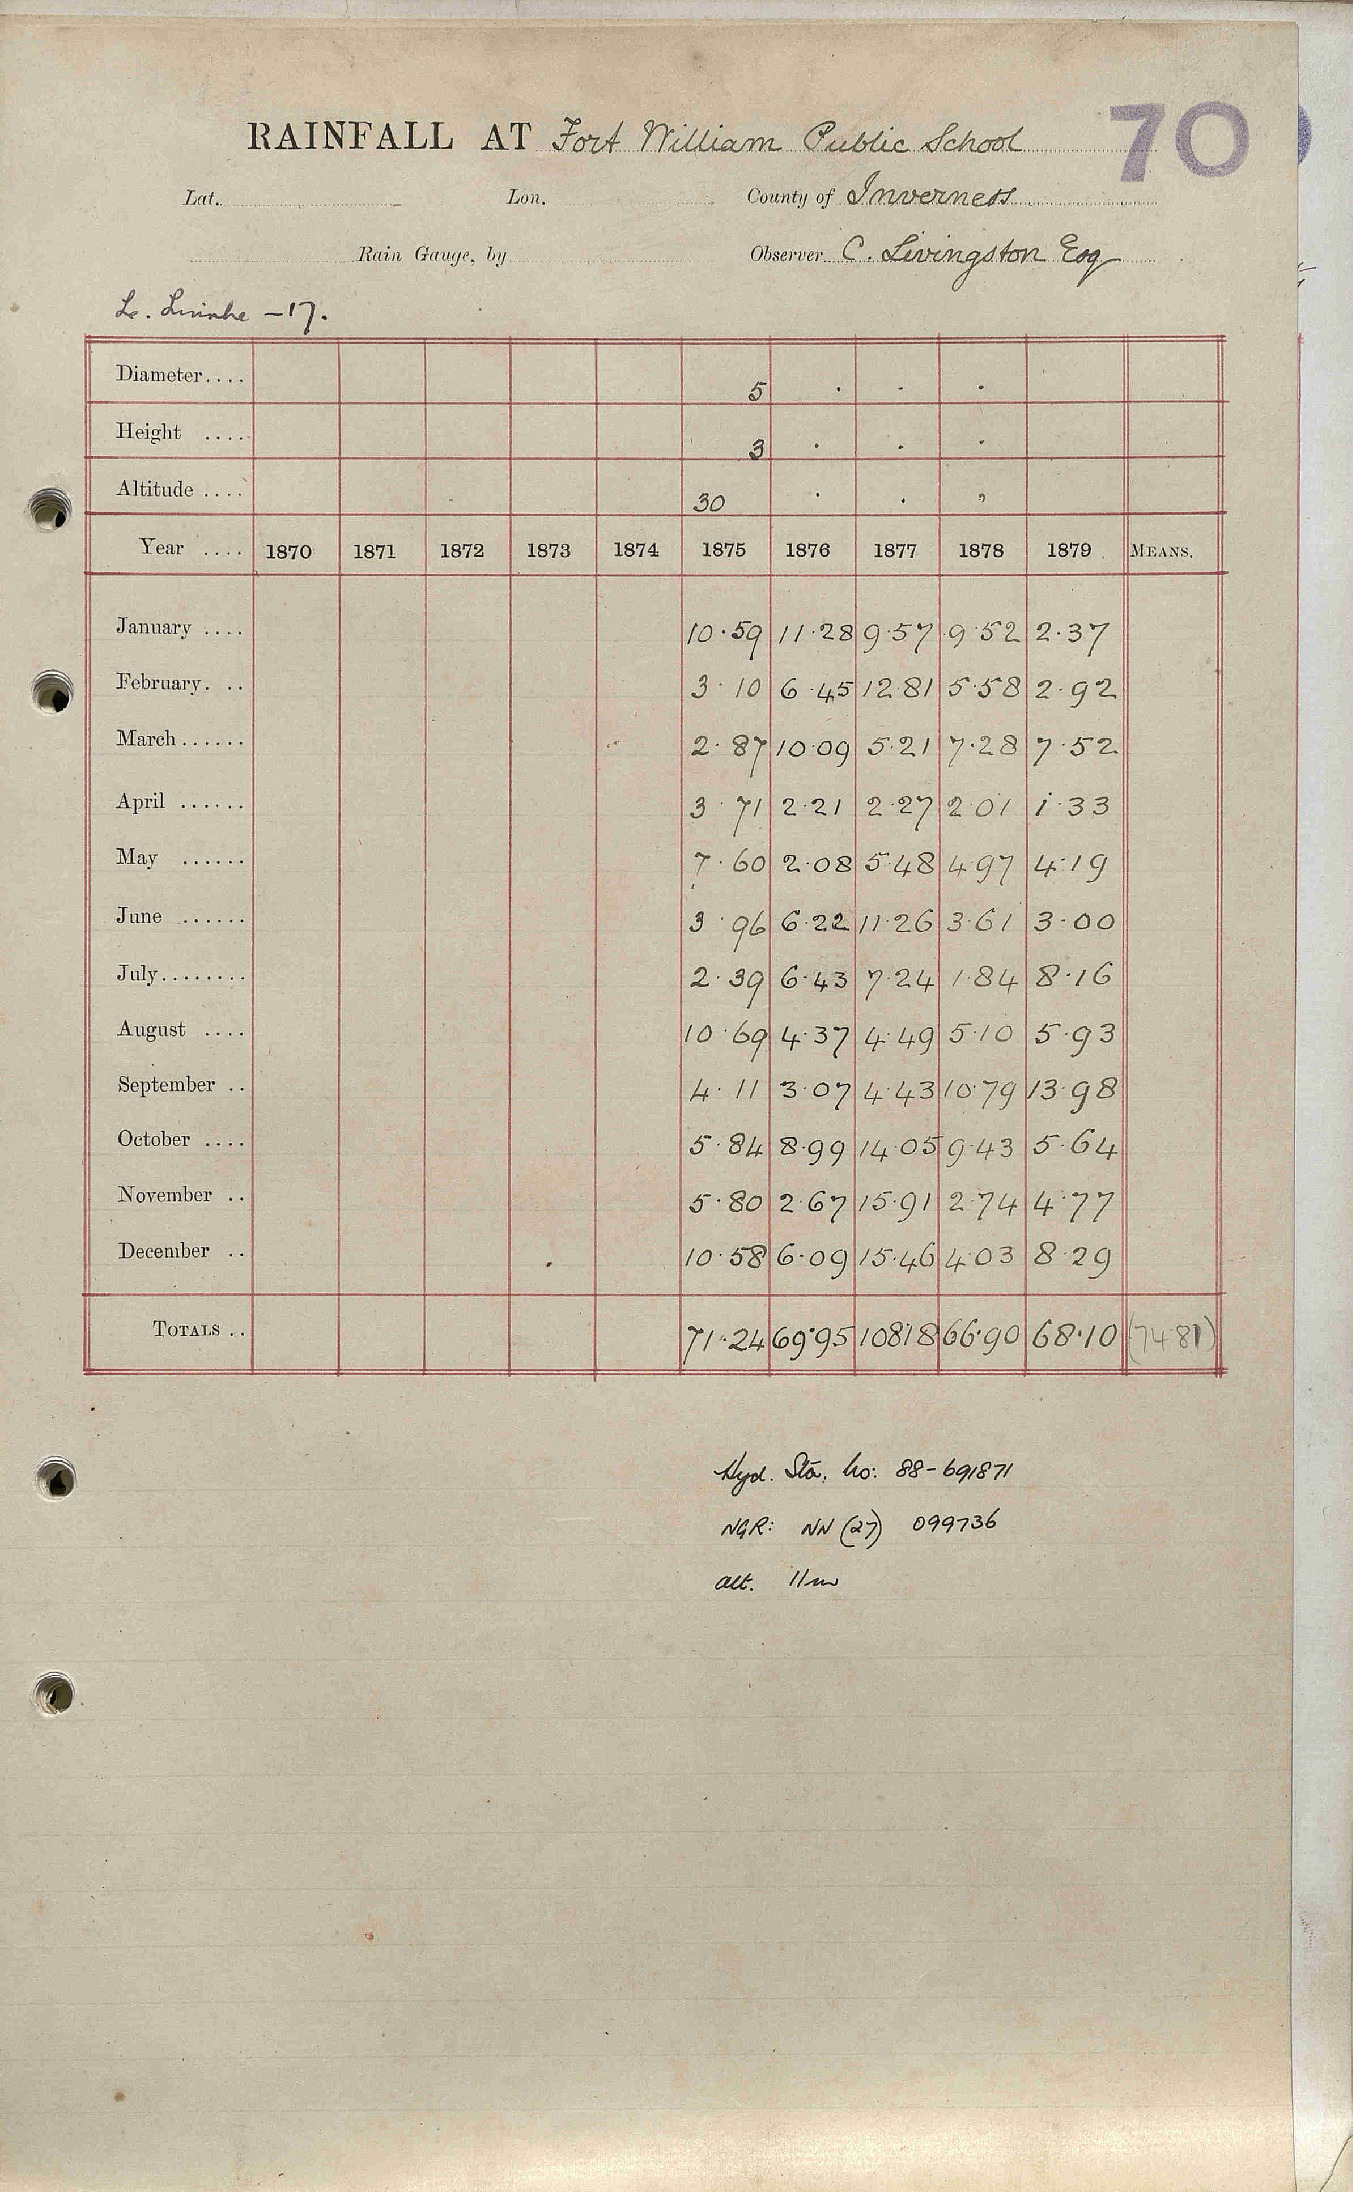 RAINFALL AT Fort William Public School 70
Lat. Lon. County of Inverness
Rain Gauge, by Observer C. Livingston Esq
L. Linnhe -17.
Diameter.... 5 . . .
Height .... 3 . . .
Altitude .... 30 . . ,
Year .... 1870 1871 1872 1873 1874 1875 1876 1877 1878 1879 MEANS.
January .... 10.59 11.28 9.57 9.52 2.37
February. .. 3.10 6.45 12.81 5.58 2.92
March...... 2.87 10.09 5.21 7.28 7.52
April ...... 3.71 2.21 2.27 2.01 1.33
May ...... 7.60 2.08 5.48 4.97 4.19
June ...... 3.96 6.22 11.26 3.61 3.00
July........ 2.39 6.43 7.24 1.84 8.16
August .... 10.69 4.37 4.49 5.10 5.93
September .. 4.11 3.07 4.43 10.79 13.98
October .... 5.84 8.99 14.05 9.43 5.64
November .. 5.80 2.67 15.91 2.74 4.77
December .. 10.58 6.09 15.46 4.03 8.29
TOTALS .. 71.24 69.95 10818 66.90 68.10 (74.81)
Hyd. Sta. No: 88-691871
NGR: NN (27) 099736
alt. 11m